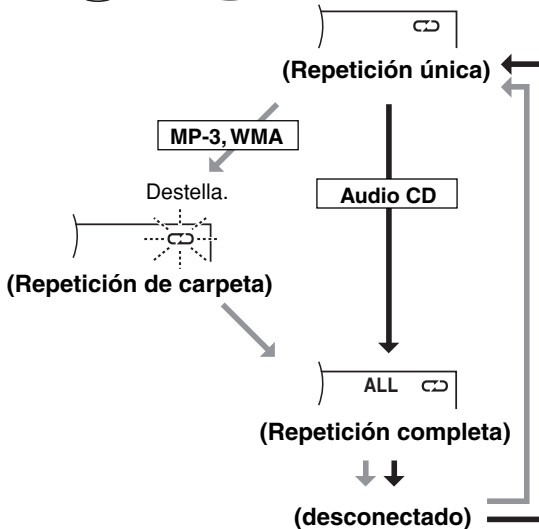 (Repetición única)
MP-3, WMA
Destella.
Audio CD
(Repetición de carpeta)
ALL
(Repetición completa)
(desconectado)